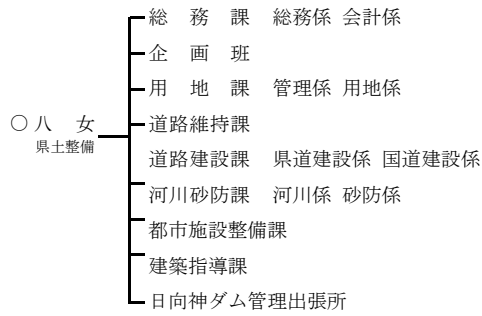 総務課 総務係 会計係
企画班
用地課 管理係 用地係
○八女
県土整備
道路維持課
道路建設課 県道建設係 国道建設係
河川砂防課 河川係 砂防係
都市施設整備課
建築指導課
日向神ダム管理出張所